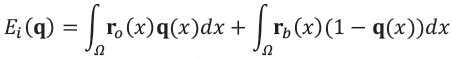 E_i(𝐪) = ∫_Ω 𝐫_o(x)𝐪(x)dx + ∫_Ω 𝐫_b(x)(1 − 𝐪(x))dx